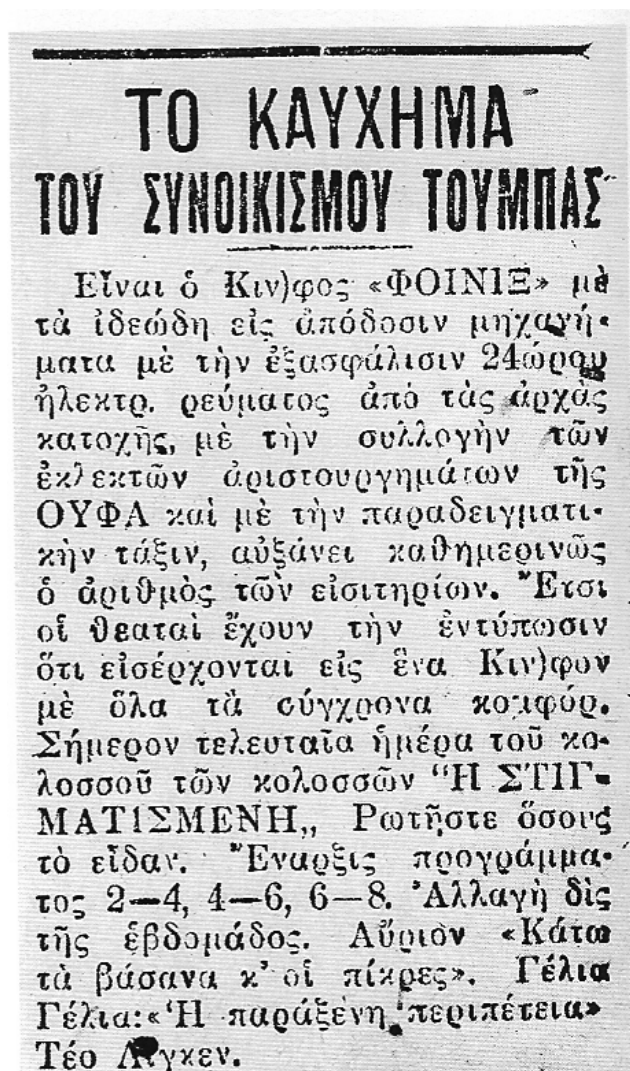 ΤΟ ΚΑΥΧΗΜΑ
ΤΟΥ ΣΥΝΟΙΚΙΣΜΟΥ ΤΟΥΜΠΑΣ
Εἶναι ὁ Κιν)φος «ΦΟΙΝΙΞ» μὲ
τὰ ἰδεώδη εἰς ἀπόδοσιν μηχανή-
ματα μὲ τὴν ἐξασφάλισιν 24ώρου
ἠλεκτρ. ρεύματος ἀπὸ τὰς ἀρχὰς
κατοχῆς, μὲ τὴν συλλογὴν τῶν
ἐκλεκτῶν ἀριστουργημάτων τῆς
ΟΥΦΑ καὶ μὲ τὴν παραδειγματι-
κὴν τάξιν, αὐξάνει καθημερινῶς
ὁ ἀριθμὸς τῶν εἰσιτηρίων. Ἔτσι
οἱ θεαταὶ ἔχουν τὴν ἐντύπωσιν
ὅτι εἰσέρχονται εἰς ἕνα Κιν)φον
μὲ ὅλα τὰ σύγχρονα κομφόρ.
Σήμερον τελευταῖα ἡμέρα τοῦ κο-
λοσσοῦ τῶν κολοσσῶν "Η ΣΤΙΓ-
ΜΑΤΙΣΜΕΝΗ„ Ρωτῆστε ὅσους
τὸ εἶδαν. Ἔναρξις προγράμμα-
τος 2—4, 4—6, 6—8. Ἀλλαγὴ δὶς
τῆς ἑβδομάδος. Αὔριον «Κάτω
τὰ βάσανα κ' οἱ πίκρες». Γέλια
Γέλια: «Ἡ παράξενη περιπέτεια»
Τέο Λίγκεν.